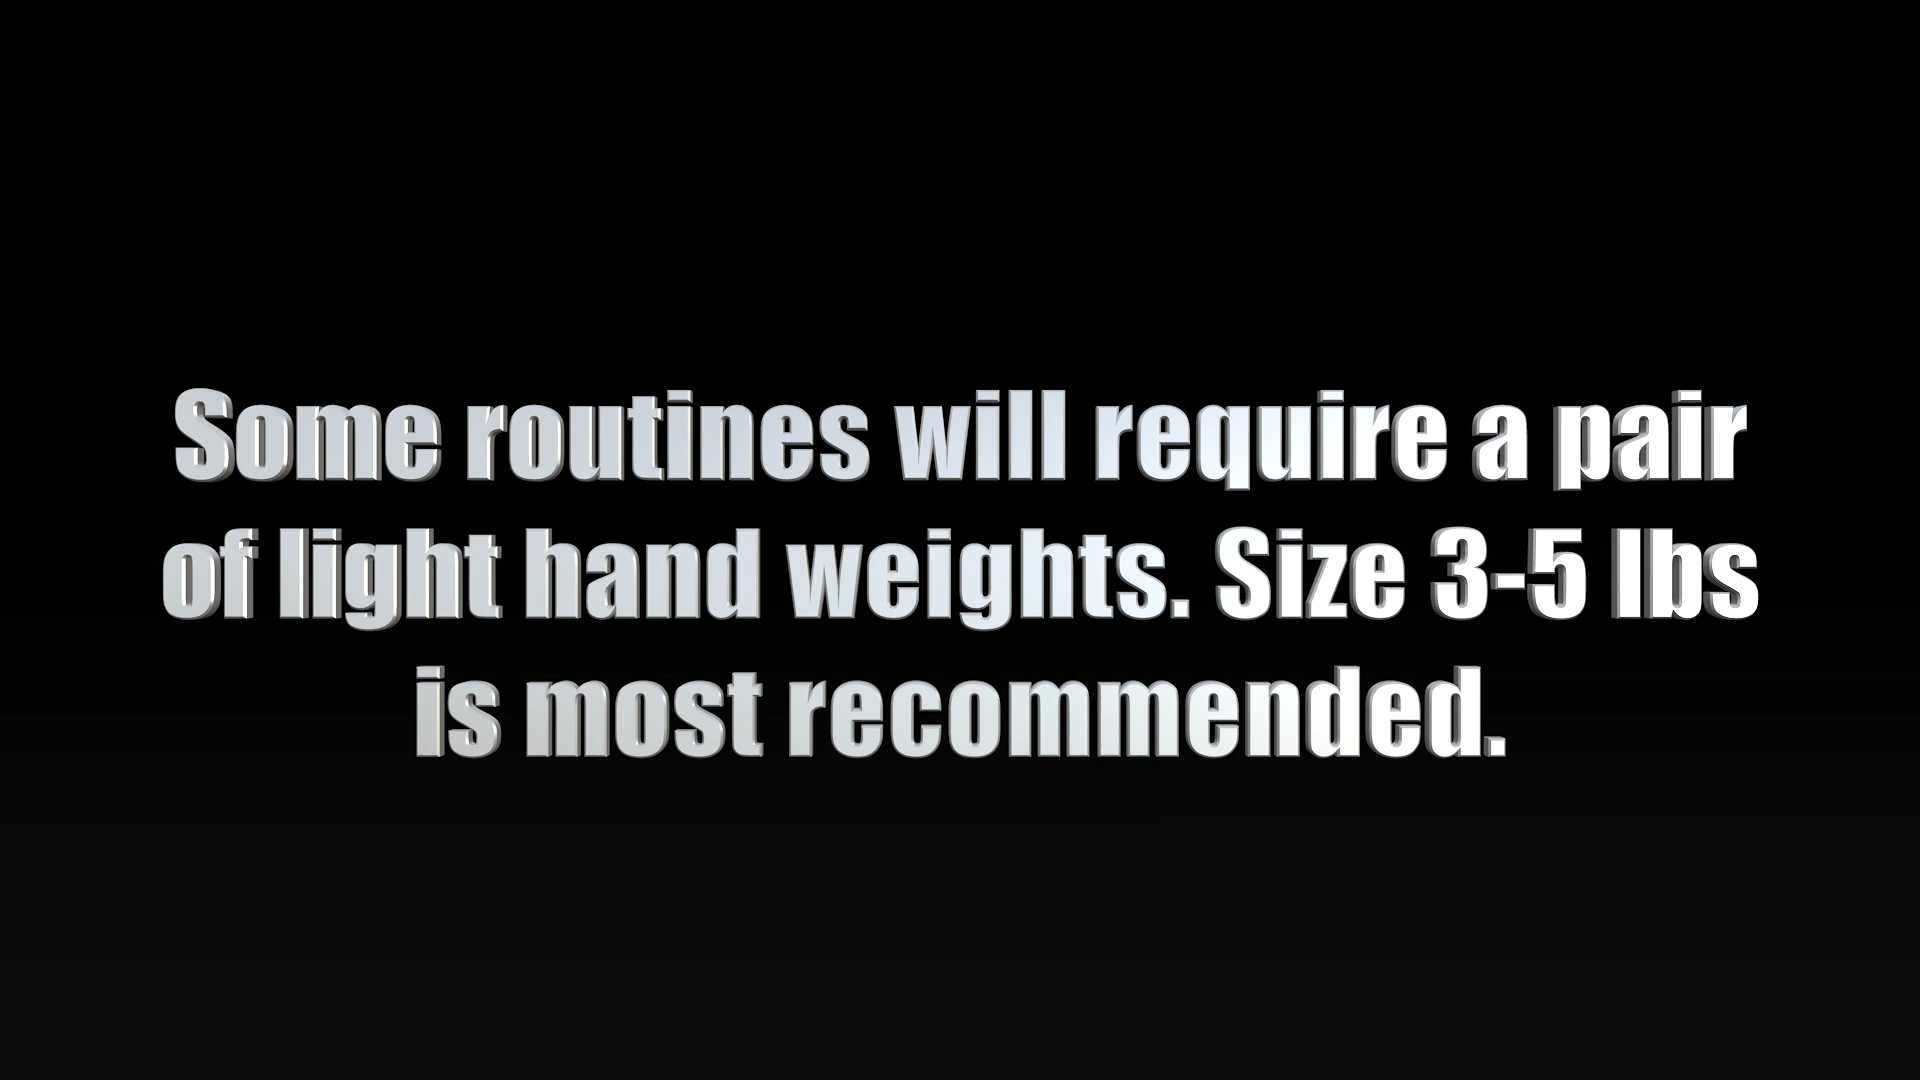 Some routines will require a pair
of light hand weights. Size 3-5 lbs
is most recommended.